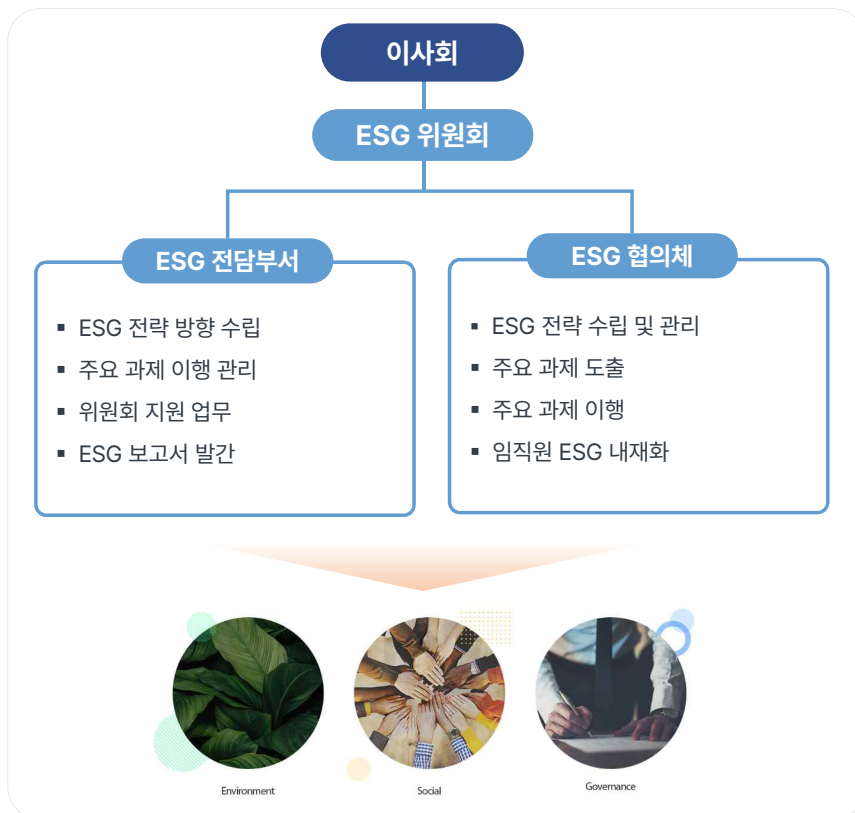 이사회
ESG 위원회
ESG 전담부서
▪ ESG 전략 방향 수립
▪ 주요 과제 이행 관리
▪ 위원회 지원 업무
▪ ESG 보고서 발간
ESG 협의체
▪ ESG 전략 수립 및 관리
▪ 주요 과제 도출
▪ 주요 과제 이행
▪ 임직원 ESG 내재화
Environment
Social
Governance